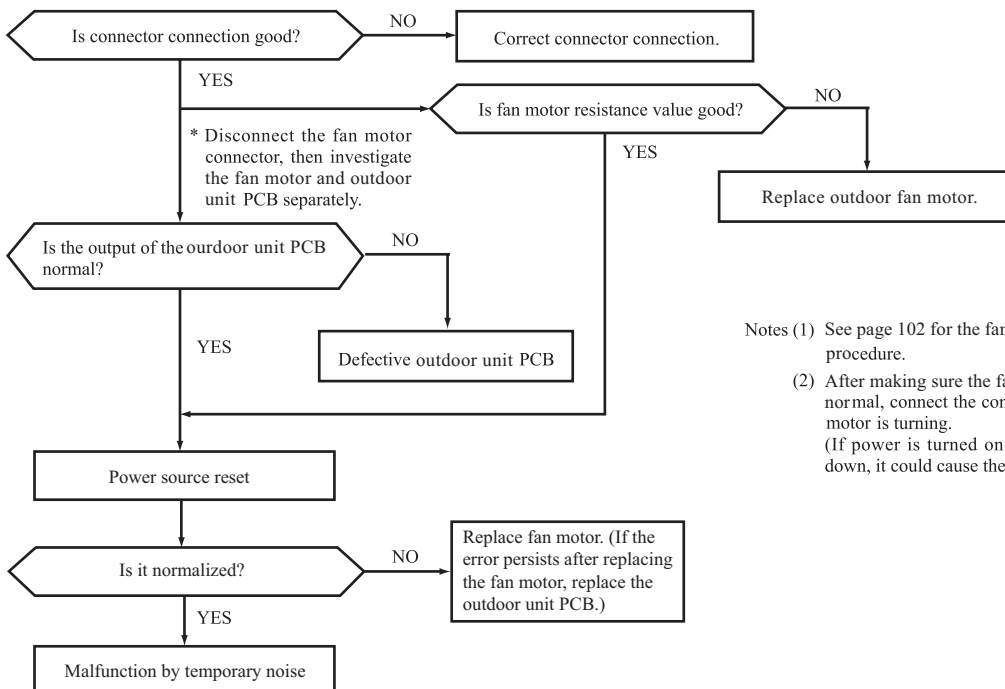 Is connector connection good?
NO
Correct connector connection.
YES
Is fan motor resistance value good?
NO
YES
Replace outdoor fan motor.
* Disconnect the fan motor
connector, then investigate
the fan motor and outdoor
unit PCB separately.
Is the output of the ourdoor unit PCB
normal?
NO
YES
Defective outdoor unit PCB
Notes (1) See page 102 for the fan
procedure.
(2) After making sure the fa
normal, connect the con
motor is turning.
(If power is turned on
down, it could cause the
Power source reset
Is it normalized?
NO
Replace fan motor. (If the
error persists after replacing
the fan motor, replace the
outdoor unit PCB.)
YES
Malfunction by temporary noise